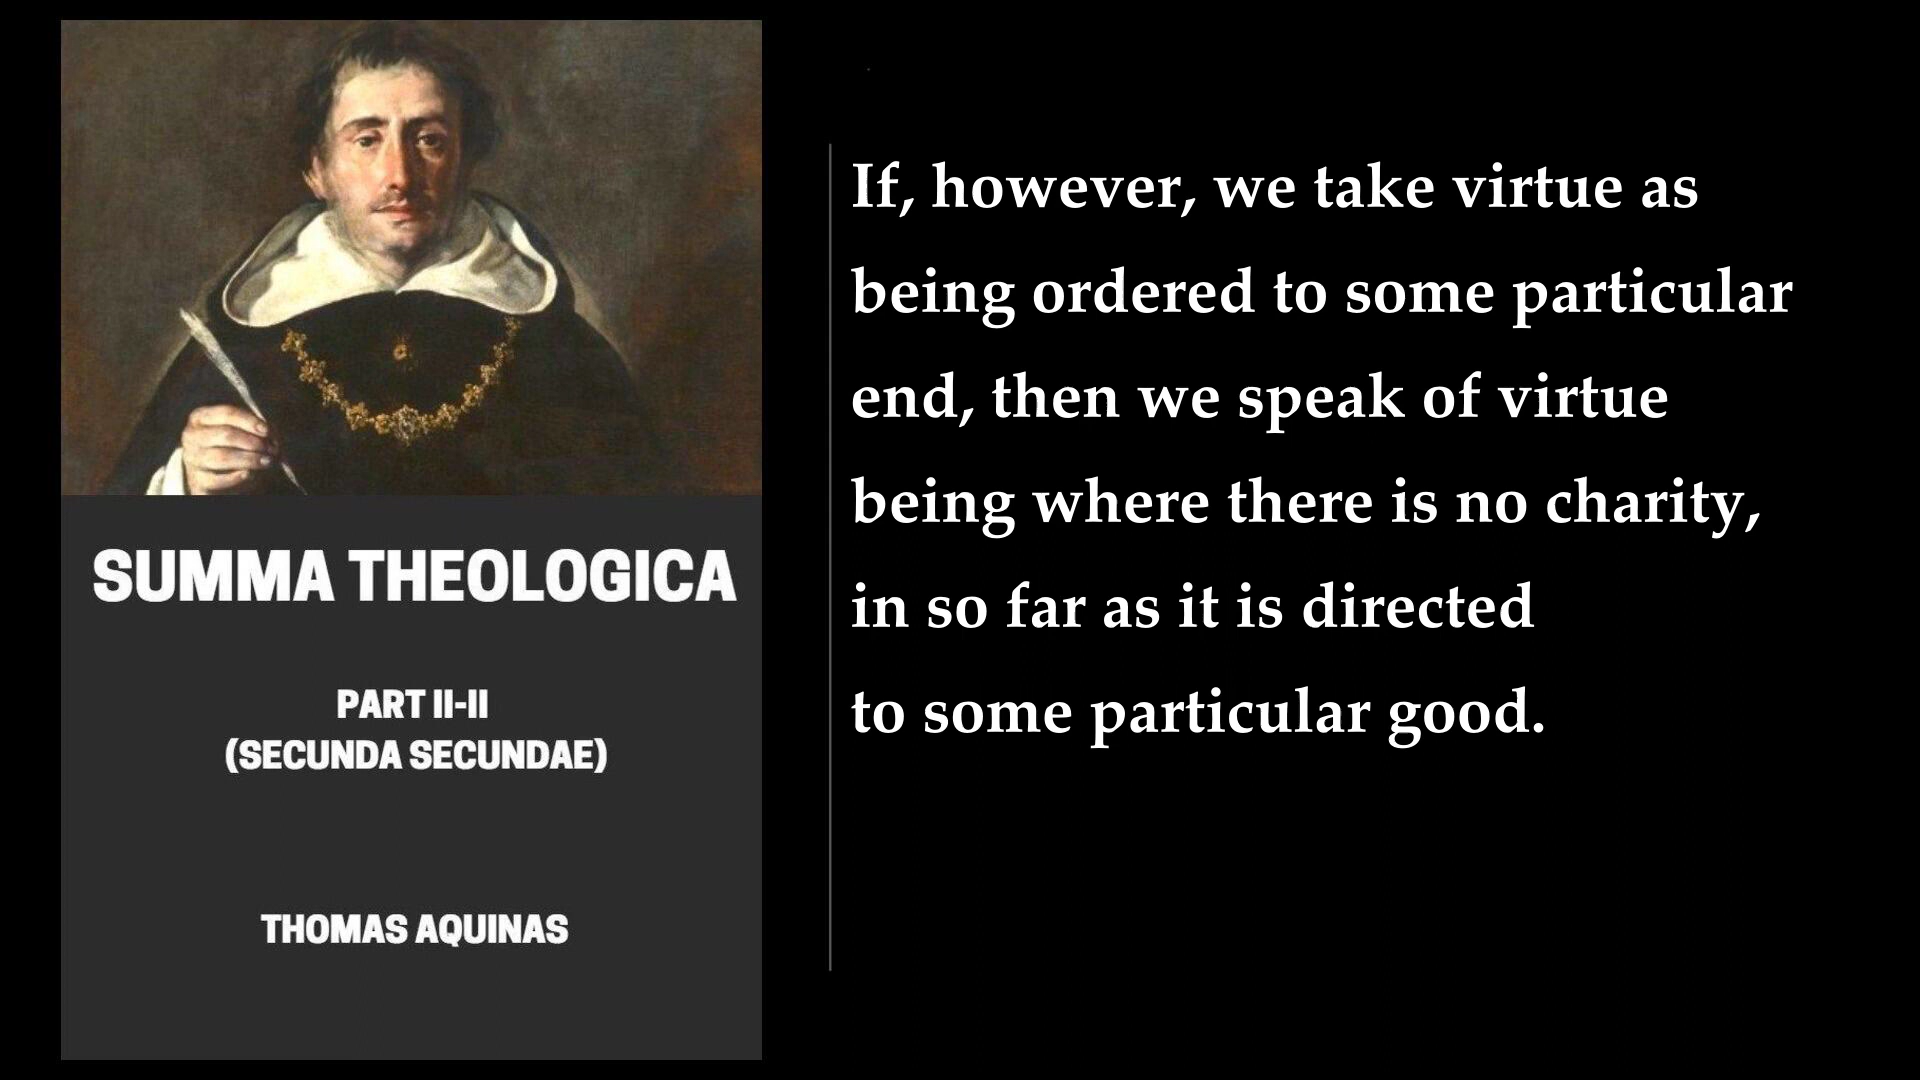 SUMMA THEOLOGICA
PART II-II
(SECUNDA SECUNDAE)
THOMAS AQUINAS
If, however, we take virtue as
being ordered to some particular
end, then we speak of virtue
being where there is no charity,
in so far as it is directed
to some particular good.